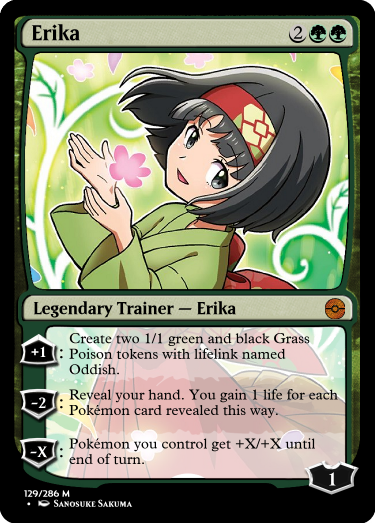 Erika 2
Legendary Trainer — Erika
+1: Create two 1/1 green and black Grass
Poison tokens with lifelink named
Oddish.
-2: Reveal your hand. You gain 1 life for each
Pokémon card revealed this way.
-X: Pokémon you control get +X/+X until
end of turn.
1
129/286 M
• Sanosuke Sakuma